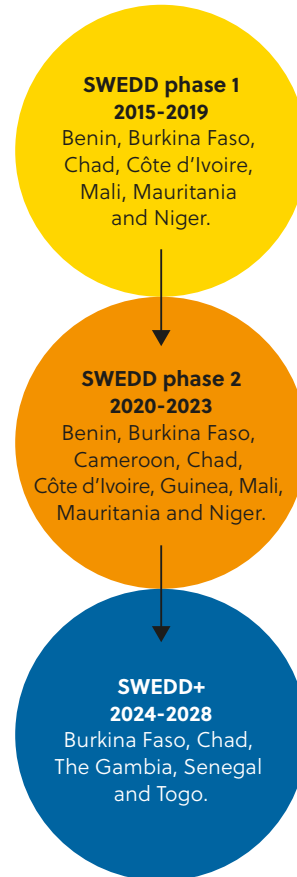 SWEDD phase 1
2015-2019
Benin, Burkina Faso,
Chad, Côte d’Ivoire,
Mali, Mauritania
and Niger.
SWEDD phase 2
2020-2023
Benin, Burkina Faso,
Cameroon, Chad,
Côte d’Ivoire, Guinea, Mali,
Mauritania and Niger.
SWEDD+
2024-2028
Burkina Faso, Chad,
The Gambia, Senegal
and Togo.